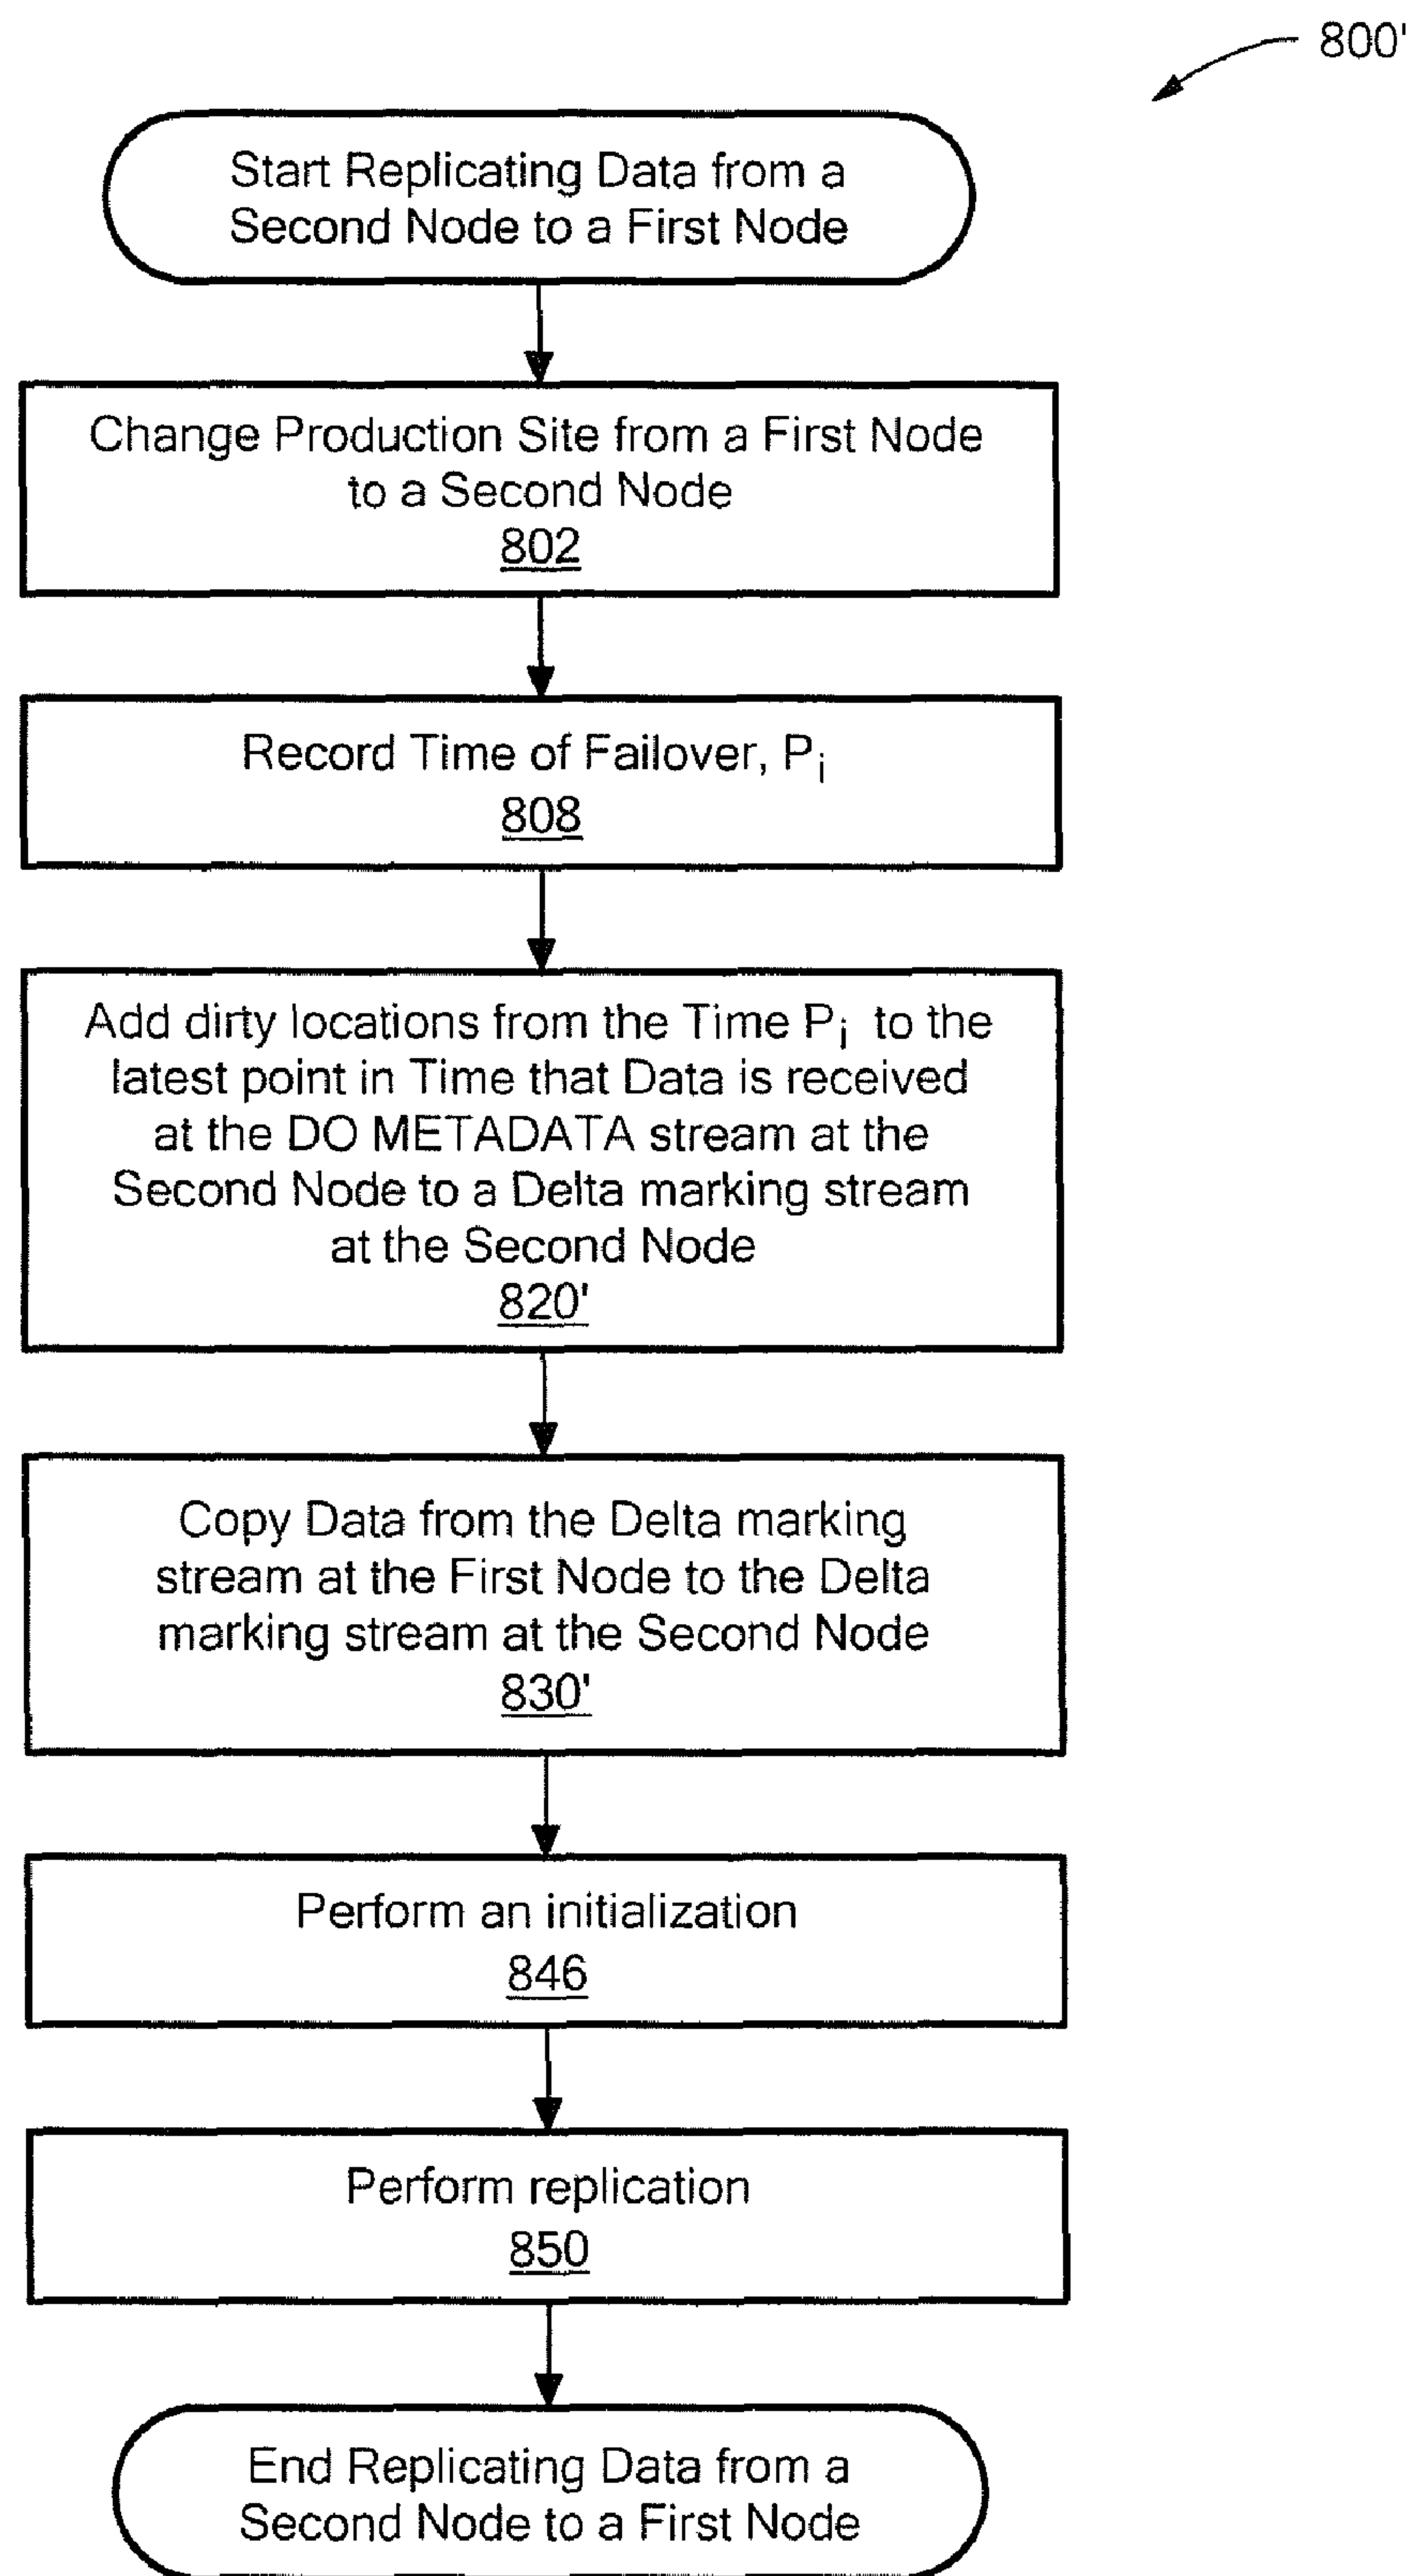 800'
Start Replicating Data from a
Second Node to a First Node
Change Production Site from a First Node
to a Second Node
802
Record Time of Failover, Pi
808
Add dirty locations from the Time Pi to the
latest point in Time that Data is received
at the DO METADATA stream at the
Second Node to a Delta marking stream
at the Second Node
820'
Copy Data from the Delta marking
stream at the First Node to the Delta
marking stream at the Second Node
830'
Perform an initialization
846
Perform replication
850
End Replicating Data from a
Second Node to a First Node